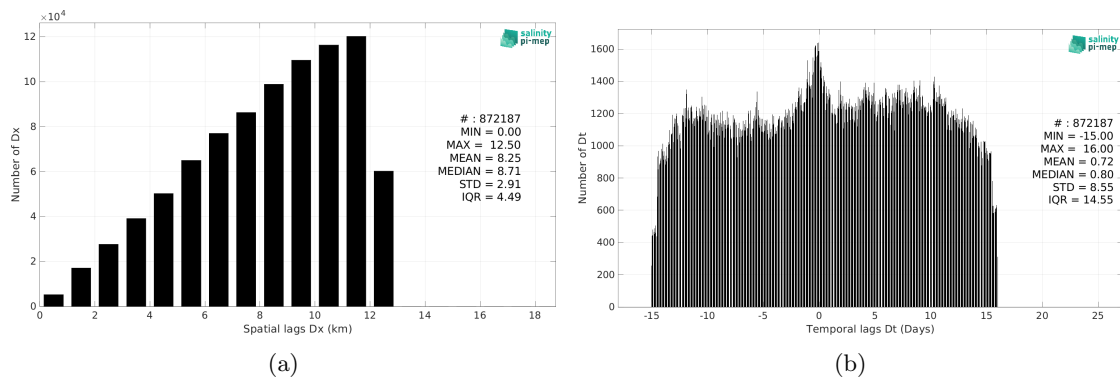 ×10⁴
12
10
8
6
4
2
0
0
2
4
6
8
10
12
14
16
18
Number of Dx
Spatial lags Dx (km)
salinity
pi-mep
# : 872187
MIN = 0.00
MAX = 12.50
MEAN = 8.25
MEDIAN = 8.71
STD = 2.91
IQR = 4.49
(a)
1600
1400
1200
1000
800
600
400
200
0
-15
-10
-5
0
5
10
15
20
25
Number of Dt
Temporal lags Dt (Days)
salinity
pi-mep
# : 872187
MIN = -15.00
MAX = 16.00
MEAN = 0.72
MEDIAN = 0.80
STD = 8.55
IQR = 14.55
(b)